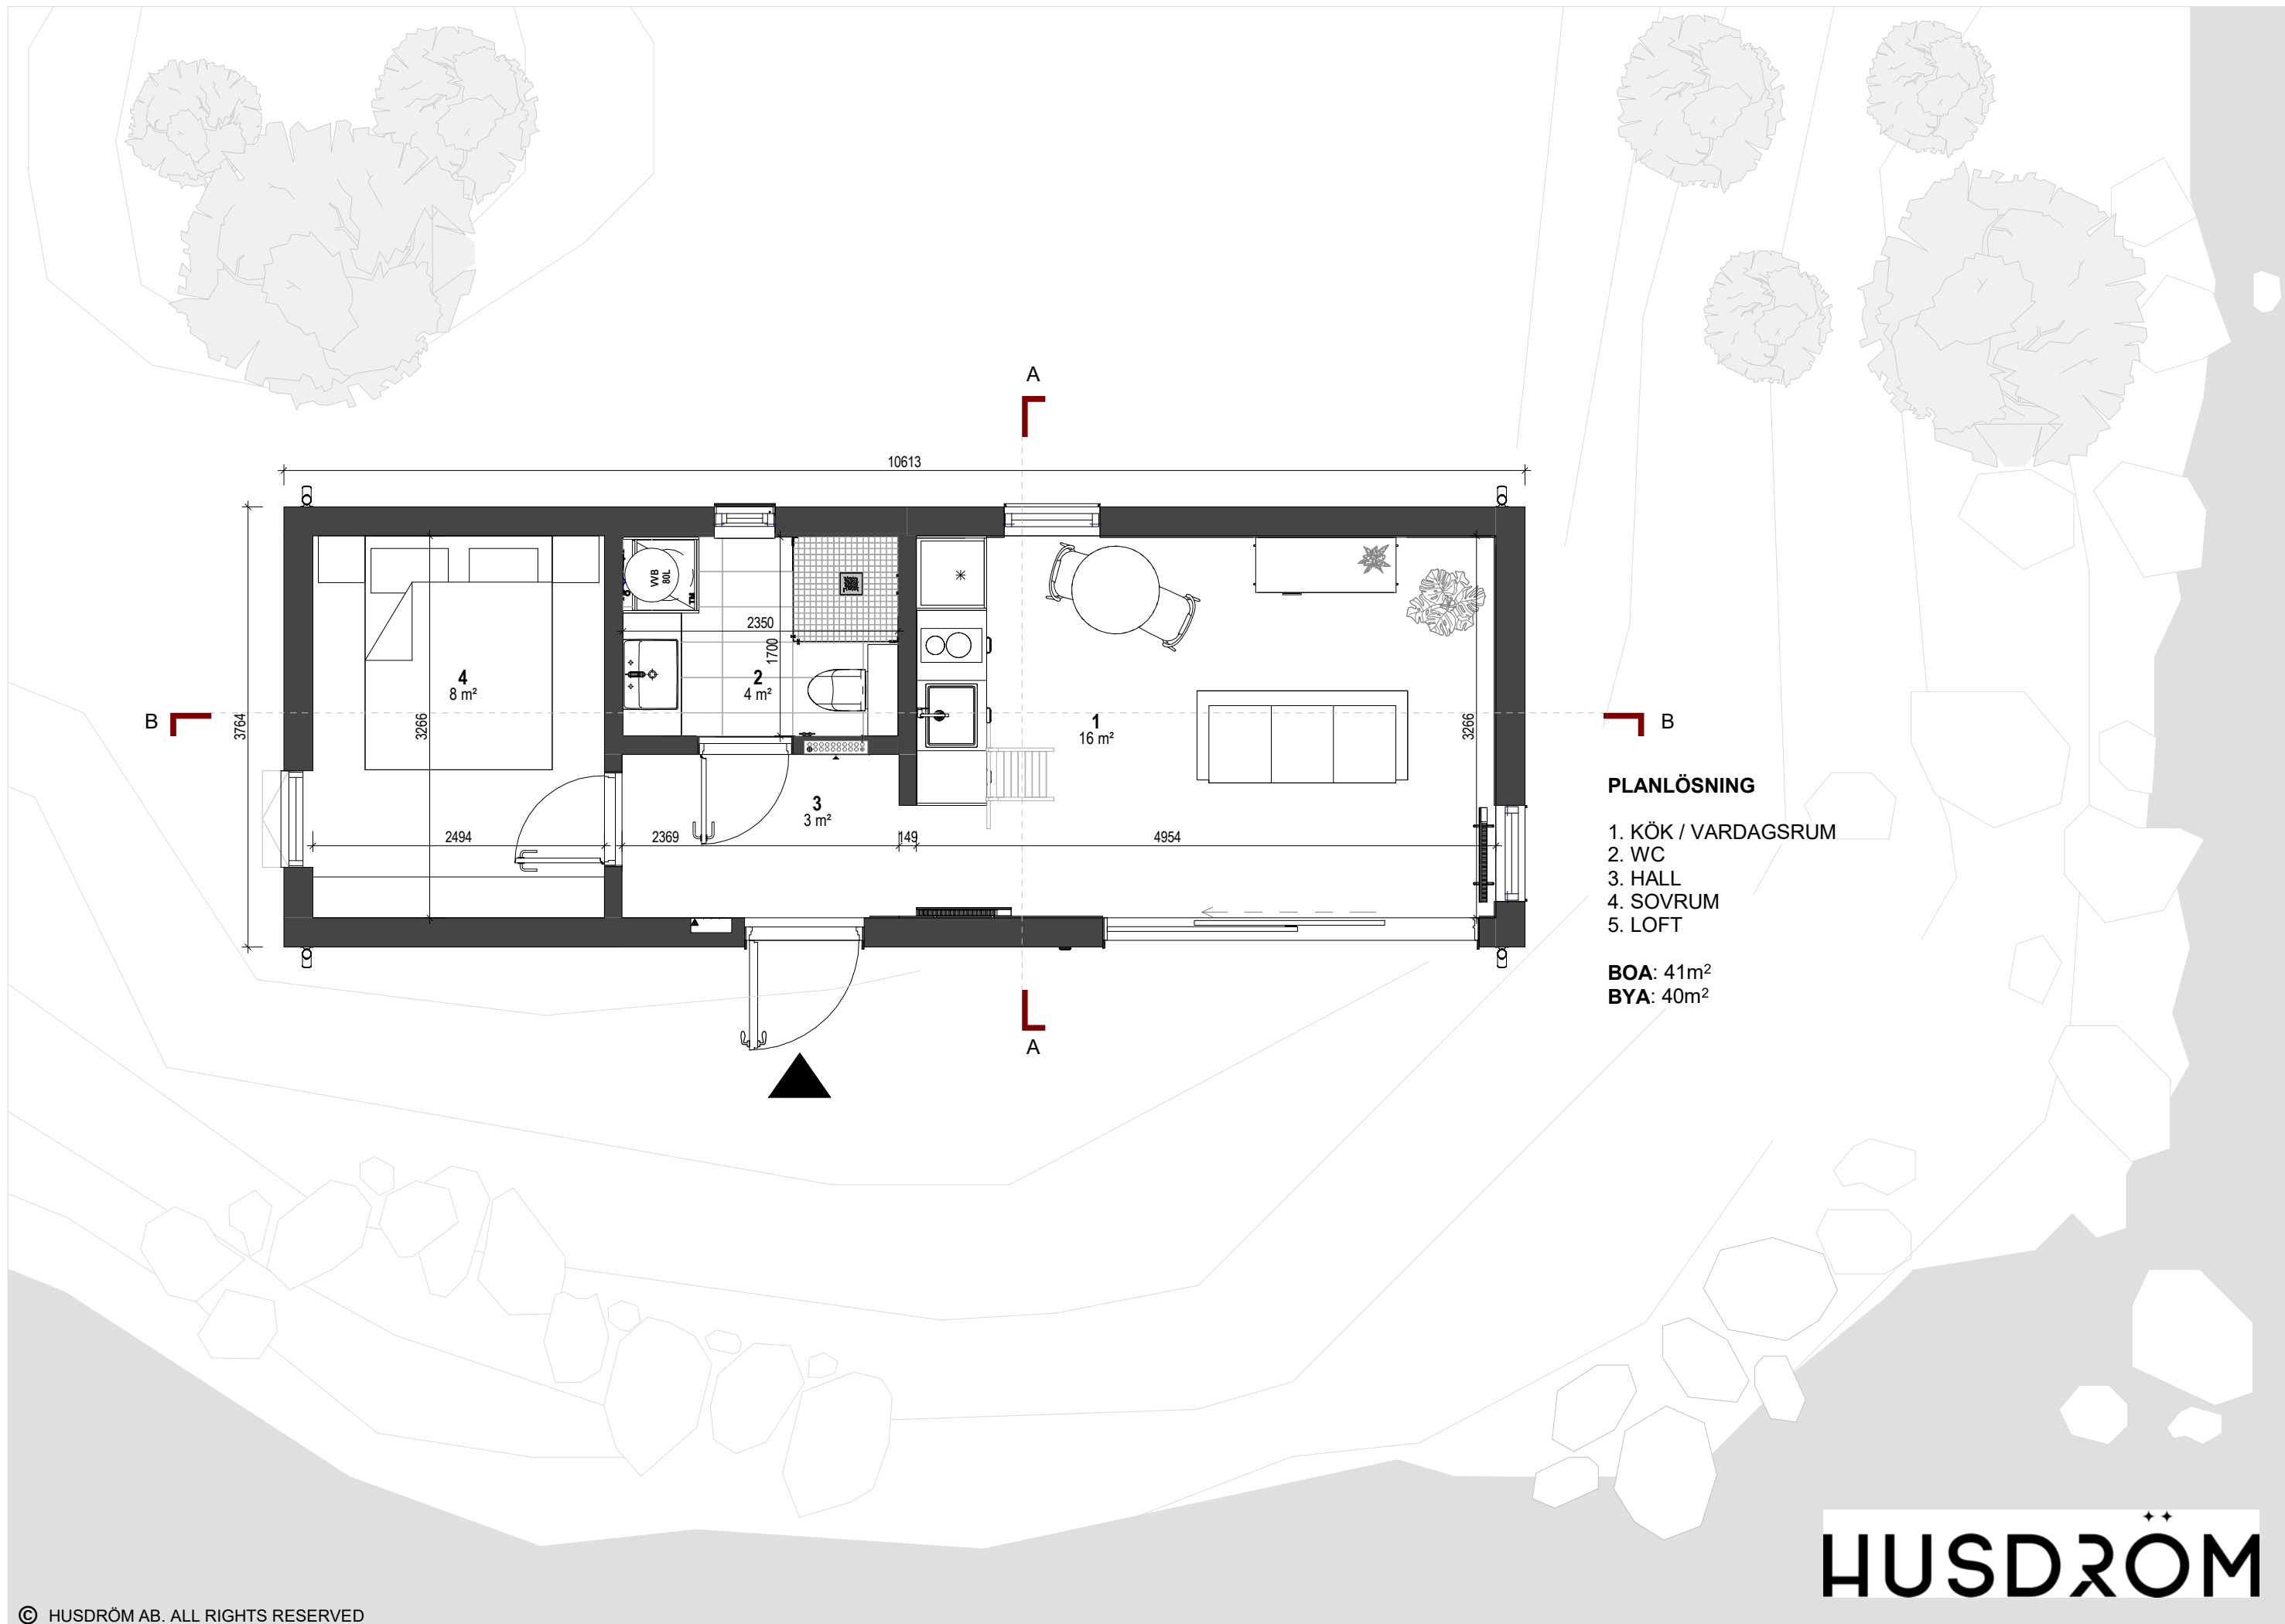 A
10613
VVB
80L
TM
2350
1700
2
4 m²
4
8 m²
3266
3764
B
1
16 m²
3266
B
3
3 m²
2494
2369
149
4954
A
PLANLÖSNING
1. KÖK / VARDAGSRUM
2. WC
3. HALL
4. SOVRUM
5. LOFT
BOA: 41m²
BYA: 40m²
HUSDRÖM
© HUSDRÖM AB. ALL RIGHTS RESERVED